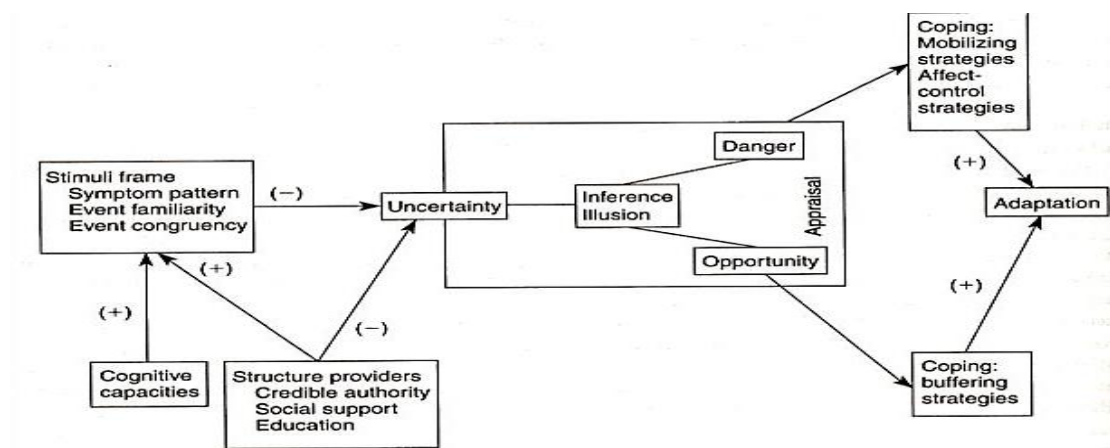 Coping:
Mobilizing
strategies
Affect-
control
strategies
Danger
(+)
Stimuli frame
Symptom pattern
Event familiarity
Event congruency
(-)
Uncertainty
Inference
Illusion
Appraisal
Adaptation
Opportunity
(+)
(+)
(+)
(-)
Cognitive
capacities
Structure providers
Credible authority
Social support
Education
Coping:
buffering
strategies